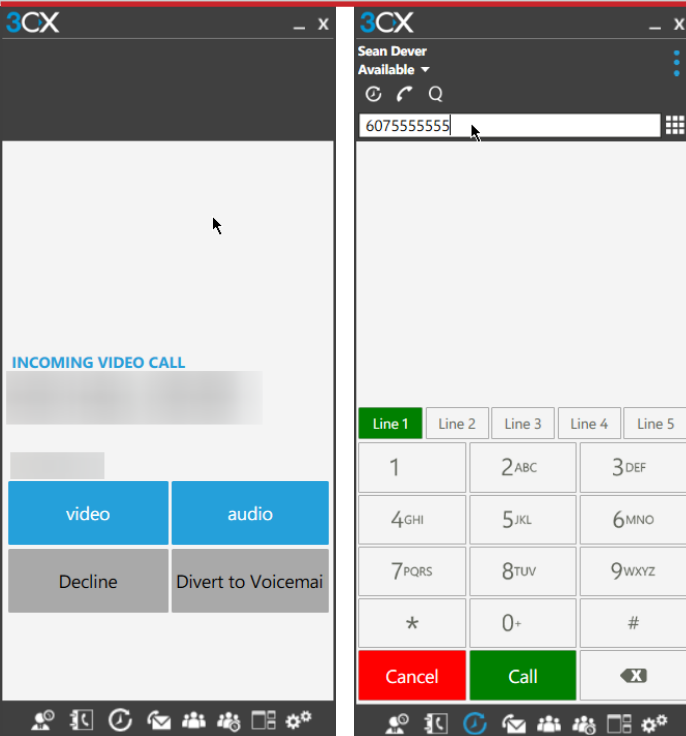 3CX
INCOMING VIDEO CALL
video
audio
Decline
Divert to Voicemai
3CX
Sean Dever
Available
6075555555
Line 1
Line 2
Line 3
Line 4
Line 5
1
2ABC
3DEF
4GHI
5JKL
6MNO
7PQRS
8TUV
9WXYZ
*
0+
#
Cancel
Call